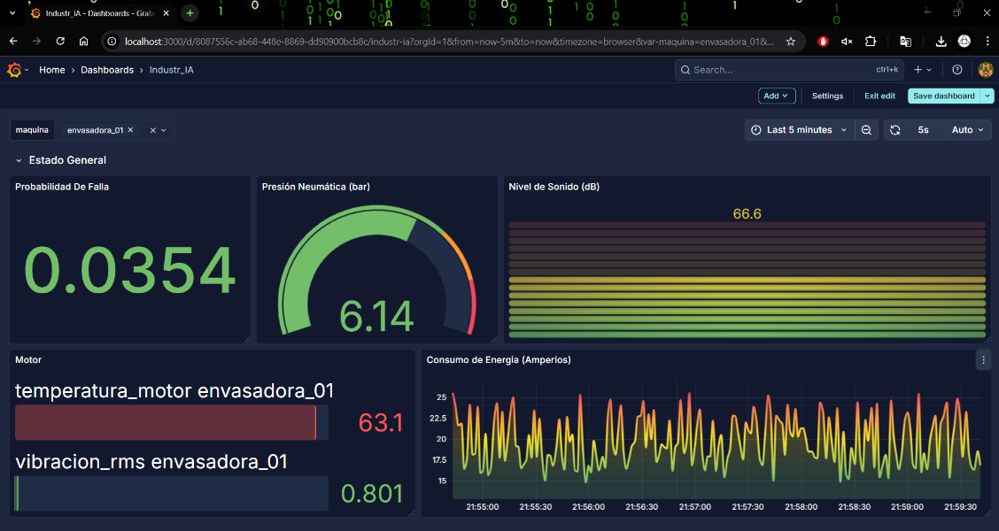 Industr_IA - Dashboards - Grafa
localhost:3000/d/8087556c-ab68-448e-8869-dd90900bcb8c/industr-ia?orgId=1&from=now-5m&to=now&timezone=browser&var-maquina=envasadora_01&...
Home › Dashboards › Industr_IA
Search... ctrl+k
Add Settings Exit edit Save dashboard
maquina envasadora_01
Last 5 minutes 5s Auto
Estado General
Probabilidad De Falla
0.0354
Presión Neumática (bar)
6.14
Nivel de Sonido (dB)
66.6
Motor
temperatura_motor envasadora_01
63.1
vibracion_rms envasadora_01
0.801
Consumo de Energia (Amperios)
25
22.5
20
17.5
15
21:55:00 21:55:30 21:56:00 21:56:30 21:57:00 21:57:30 21:58:00 21:58:30 21:59:00 21:59:30